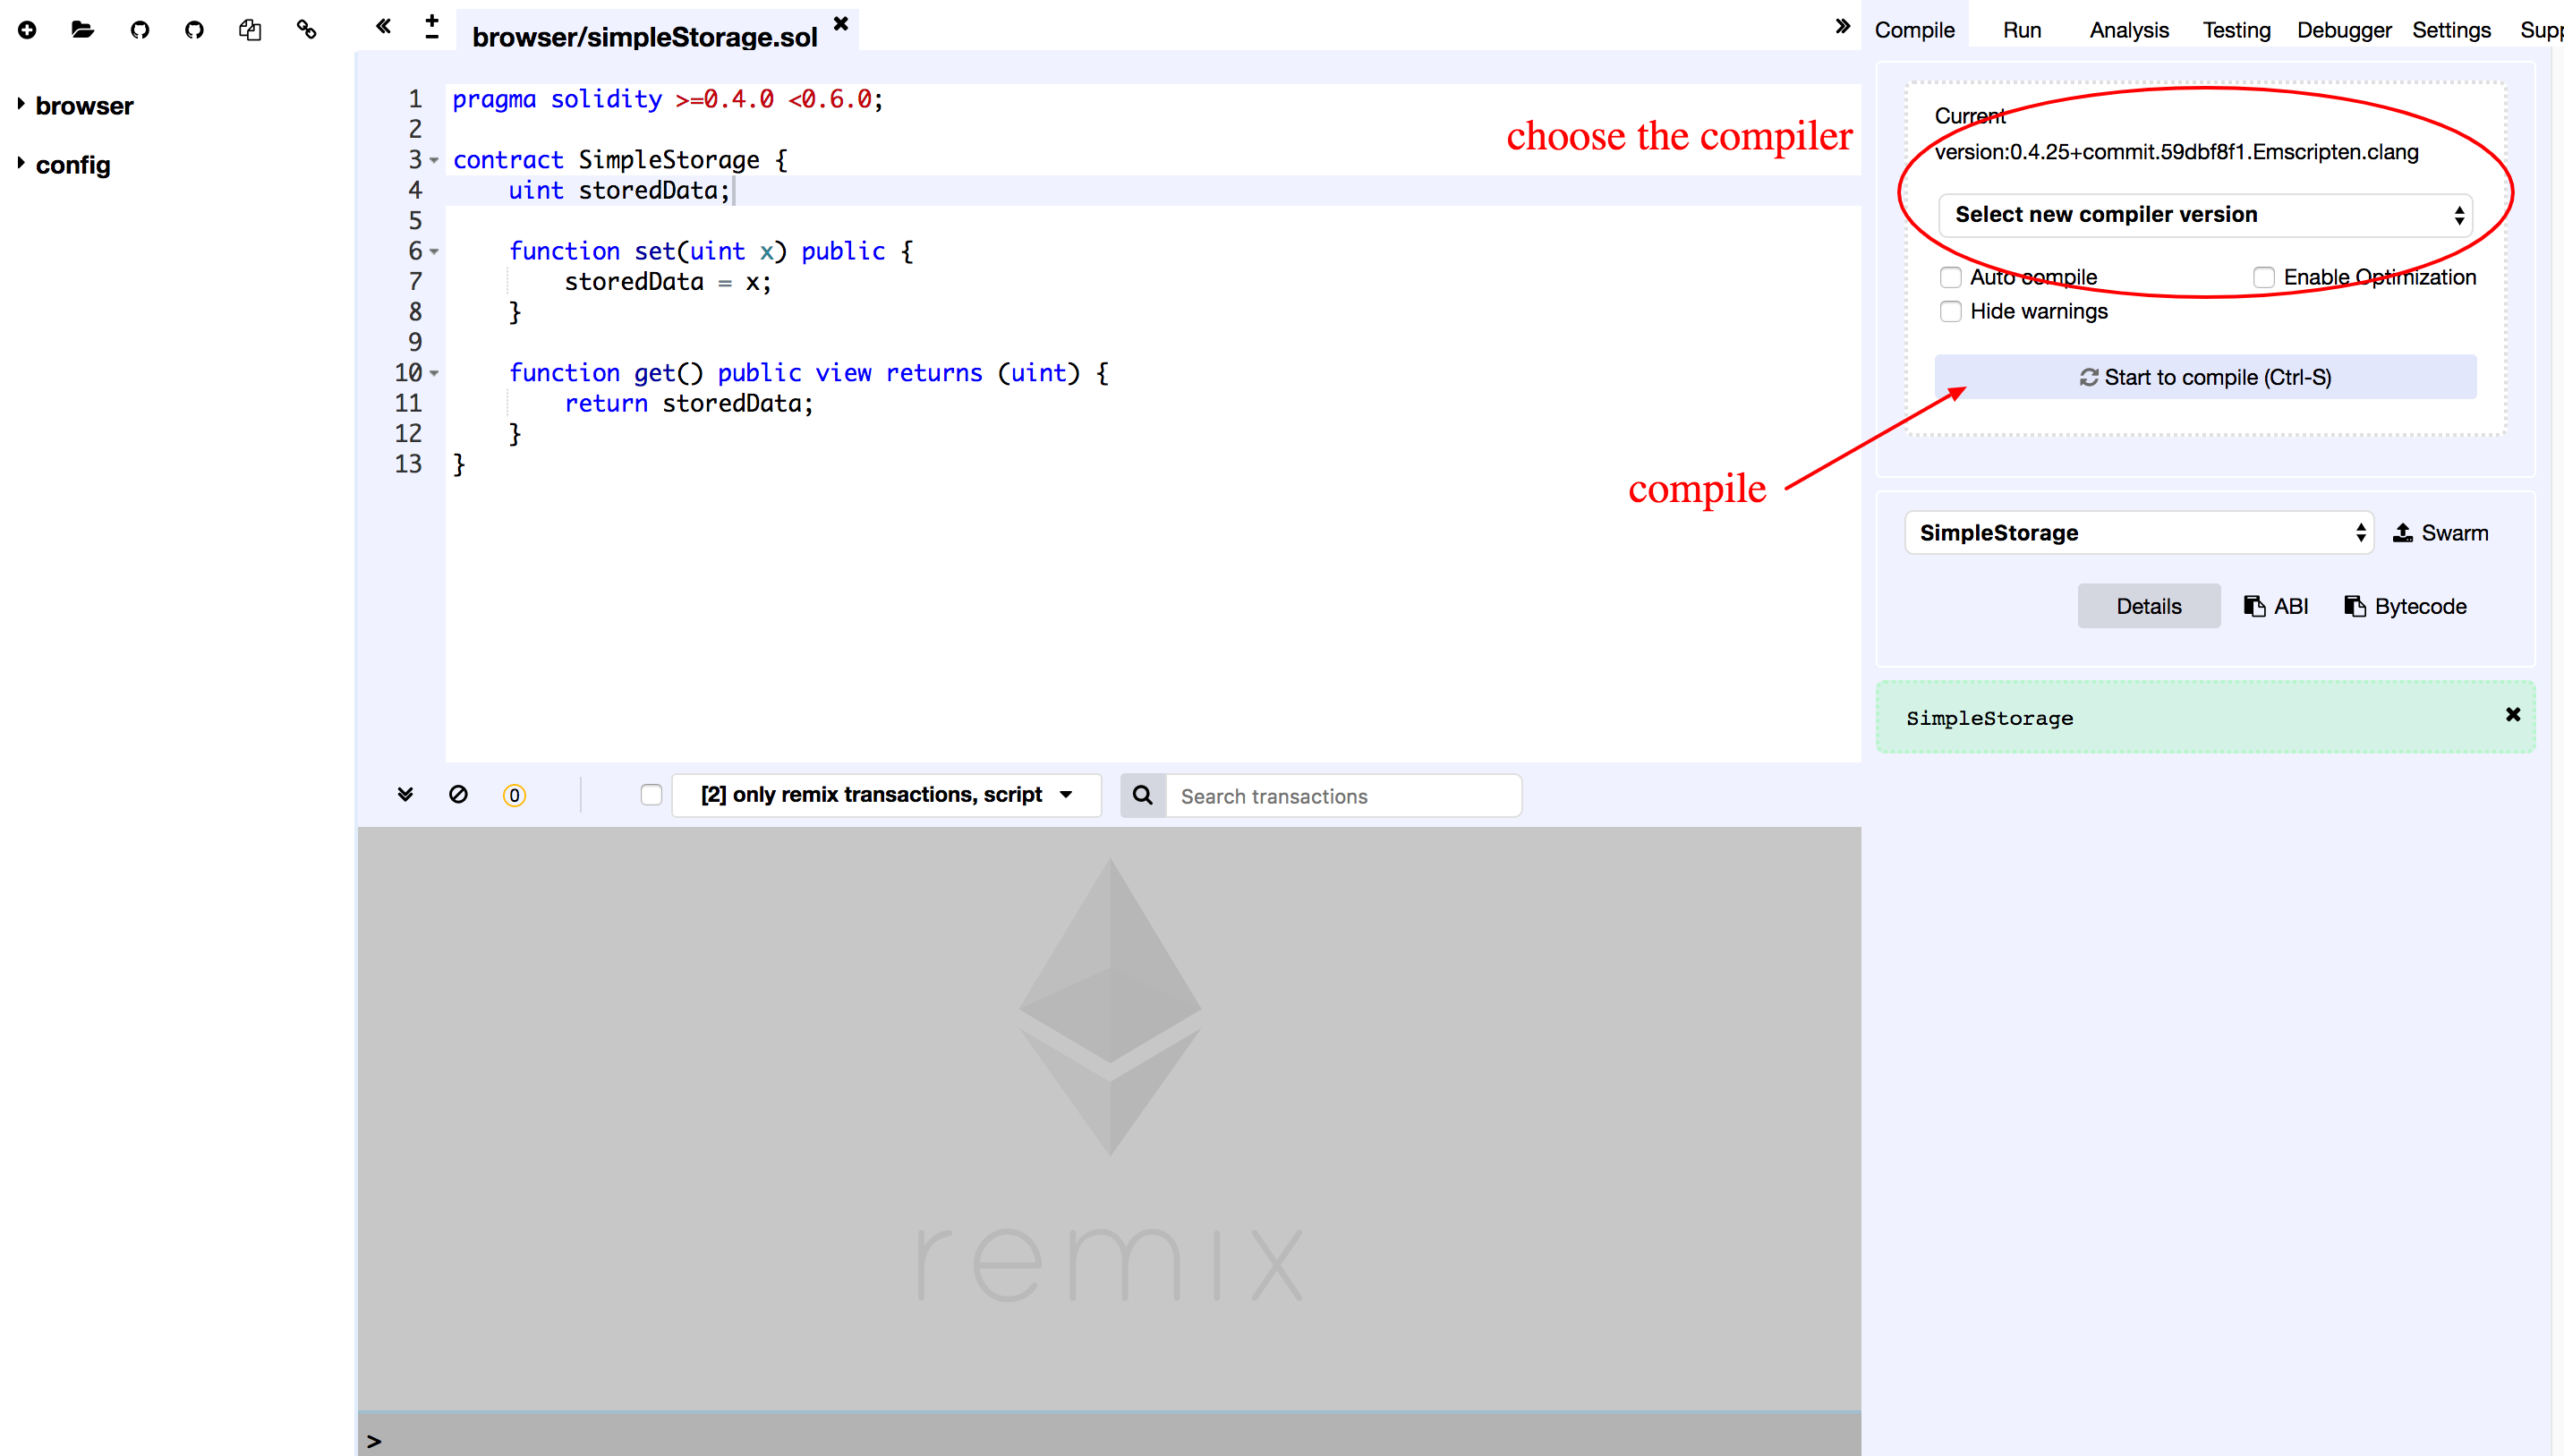 browser/simpleStorage.sol
Compile Run Analysis Testing Debugger Settings Supp
browser
config
1 pragma solidity >=0.4.0 <0.6.0;
2
3 contract SimpleStorage {
4 uint storedData;
5
6 function set(uint x) public {
7 storedData = x;
8 }
9
10 function get() public view returns (uint) {
11 return storedData;
12 }
13 }
choose the compiler
compile
Current
version:0.4.25+commit.59dbf8f1.Emscripten.clang
Select new compiler version
Auto compile Enable Optimization
Hide warnings
Start to compile (Ctrl-S)
SimpleStorage Swarm
Details ABI Bytecode
SimpleStorage
0 [2] only remix transactions, script Search transactions
remix
>